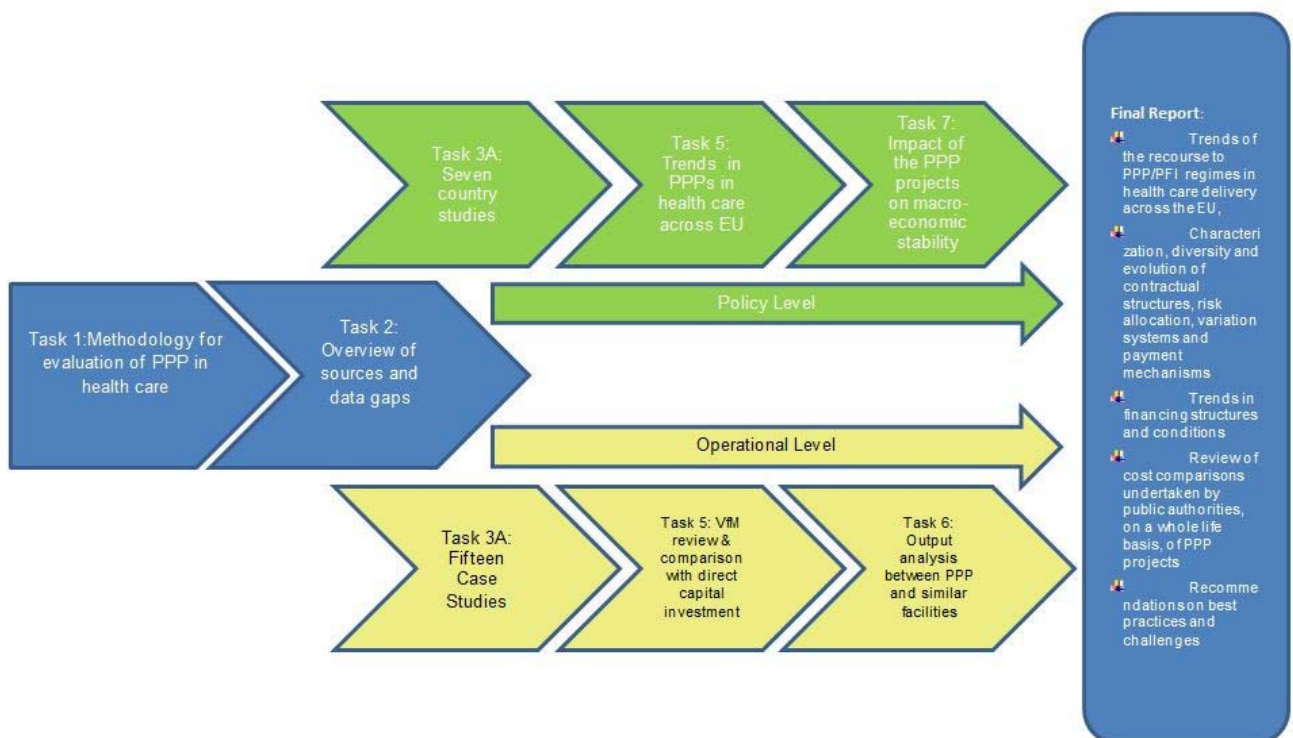 Task 1:Methodology for
evaluation of PPP in
health care
Task 2:
Overview of
sources and
data gaps
Task 3A:
Seven
country
studies
Task 5:
Trends in
PPPs in
health care
across EU
Task 7:
Impact of
the PPP
projects
on macro-
economic
stability
Policy Level
Operational Level
Task 3A:
Fifteen
Case
Studies
Task 5: VfM
review &
comparison
with direct
capital
investment
Task 6:
Output
analysis
between PPP
and similar
facilities
Final Report:
Trends of
the recourse to
PPP/PFI regimes in
health care delivery
across the EU,
Characteri
zation, diversity and
evolution of
contractual
structures, risk
allocation, variation
systems and
payment
mechanisms
Trends in
financing structures
and conditions
Review of
cost comparisons
undertaken by
public authorities,
on a whole life
basis, of PPP
projects
Recomme
ndations on best
practices and
challenges